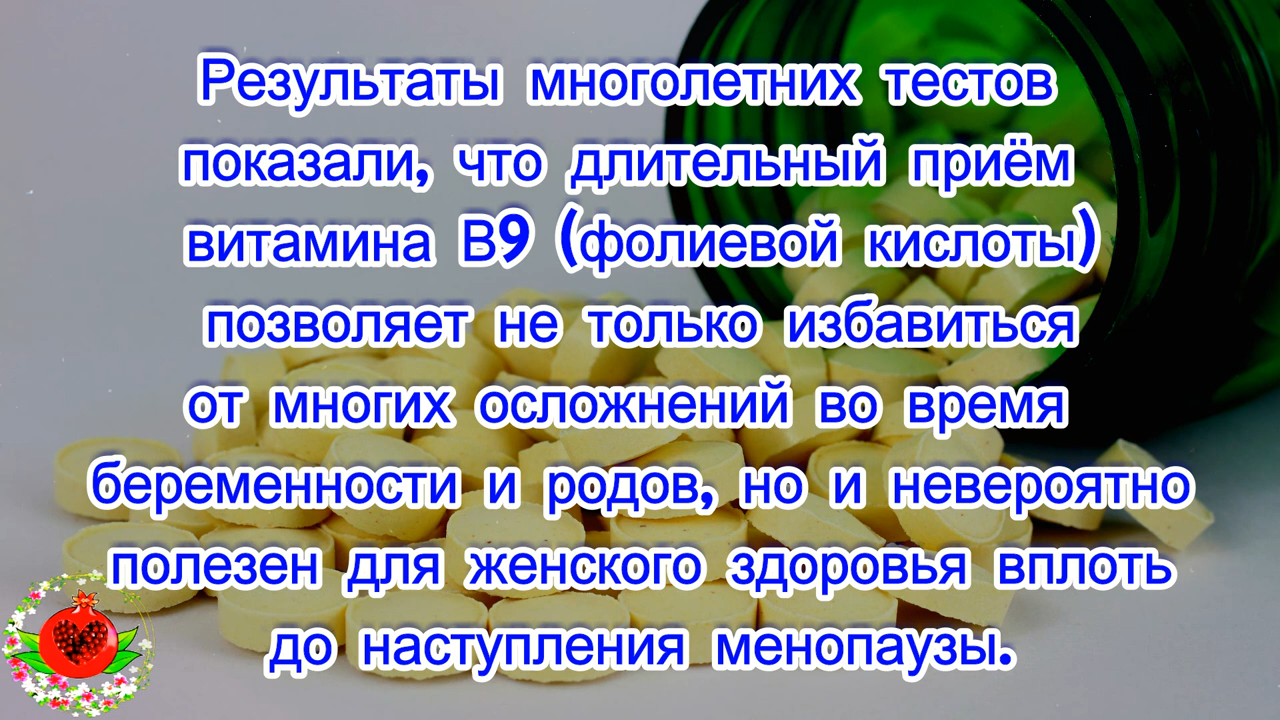 Результаты многолетних тестов
показали, что длительный приём
витамина В9 (фолиевой кислоты)
позволяет не только избавиться
от многих осложнений во время
беременности и родов, но и невероятно
полезен для женского здоровья вплоть
до наступления менопаузы.